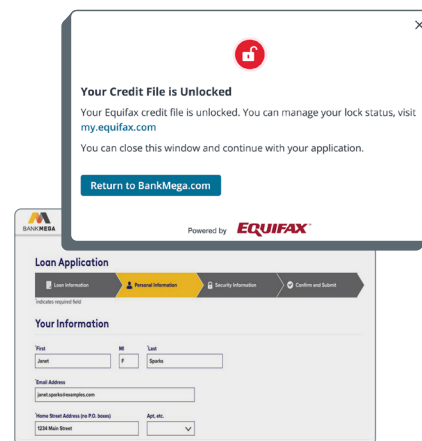 Your Credit File is Unlocked
Your Equifax credit file is unlocked. You can manage your lock status, visit
my.equifax.com
You can close this window and continue with your application.
Return to BankMega.com
Powered by EQUIFAX
BANKMEGA
Loan Application
Loan Information
Personal Information
Security Information
Confirm and Submit
*Indicates required field
Your Information
*First
MI
*Last
Janet
F
Sparks
*Email Address
janet.sparks@examples.com
*Home Street Address (no P.O. boxes)
Apt, etc.
1234 Main Street